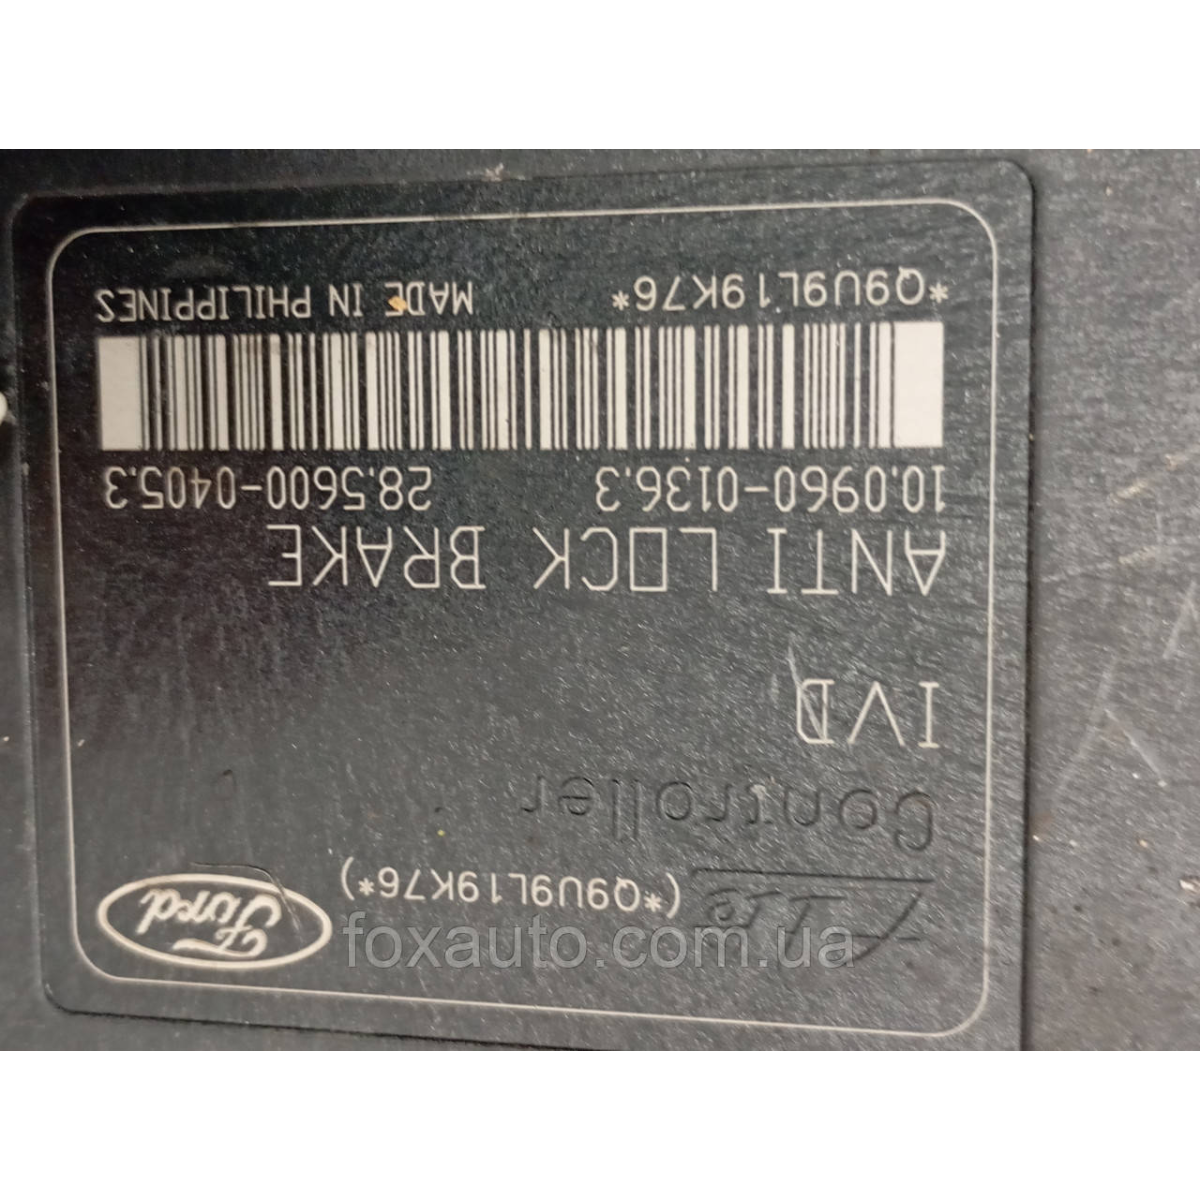 (*Q9U9L19K76*) Ford
Controller
IVD
ANTI LOCK BRAKE
10.0960-0136.3 28.5600-0405.3
*Q9U9L19K76* MADE IN PHILIPPINES
foxauto.com.ua